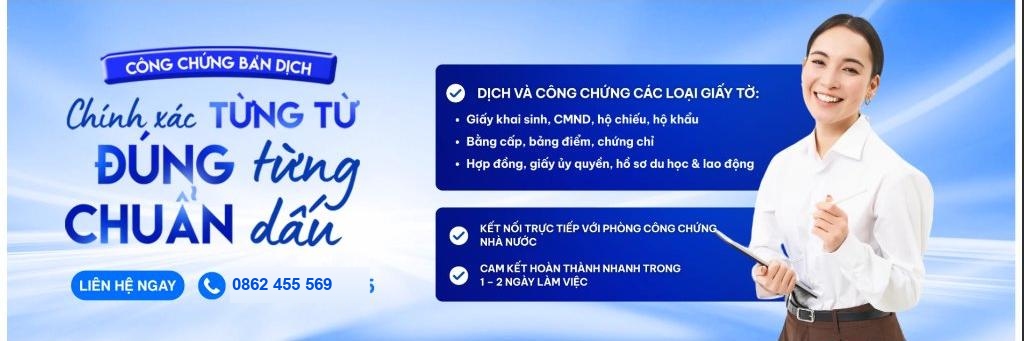 CÔNG CHỨNG BẢN DỊCH
Chính xác TỪNG TỪ
ĐÚNG từng
CHUẨN dấu
LIÊN HỆ NGAY
0862 455 569
DỊCH VÀ CÔNG CHỨNG CÁC LOẠI GIẤY TỜ:
• Giấy khai sinh, CMND, hộ chiếu, hộ khẩu
• Bằng cấp, bảng điểm, chứng chỉ
• Hợp đồng, giấy ủy quyền, hồ sơ du học & lao động
KẾT NỐI TRỰC TIẾP VỚI PHÒNG CÔNG CHỨNG
NHÀ NƯỚC
CAM KẾT HOÀN THÀNH NHANH TRONG
1 – 2 NGÀY LÀM VIỆC